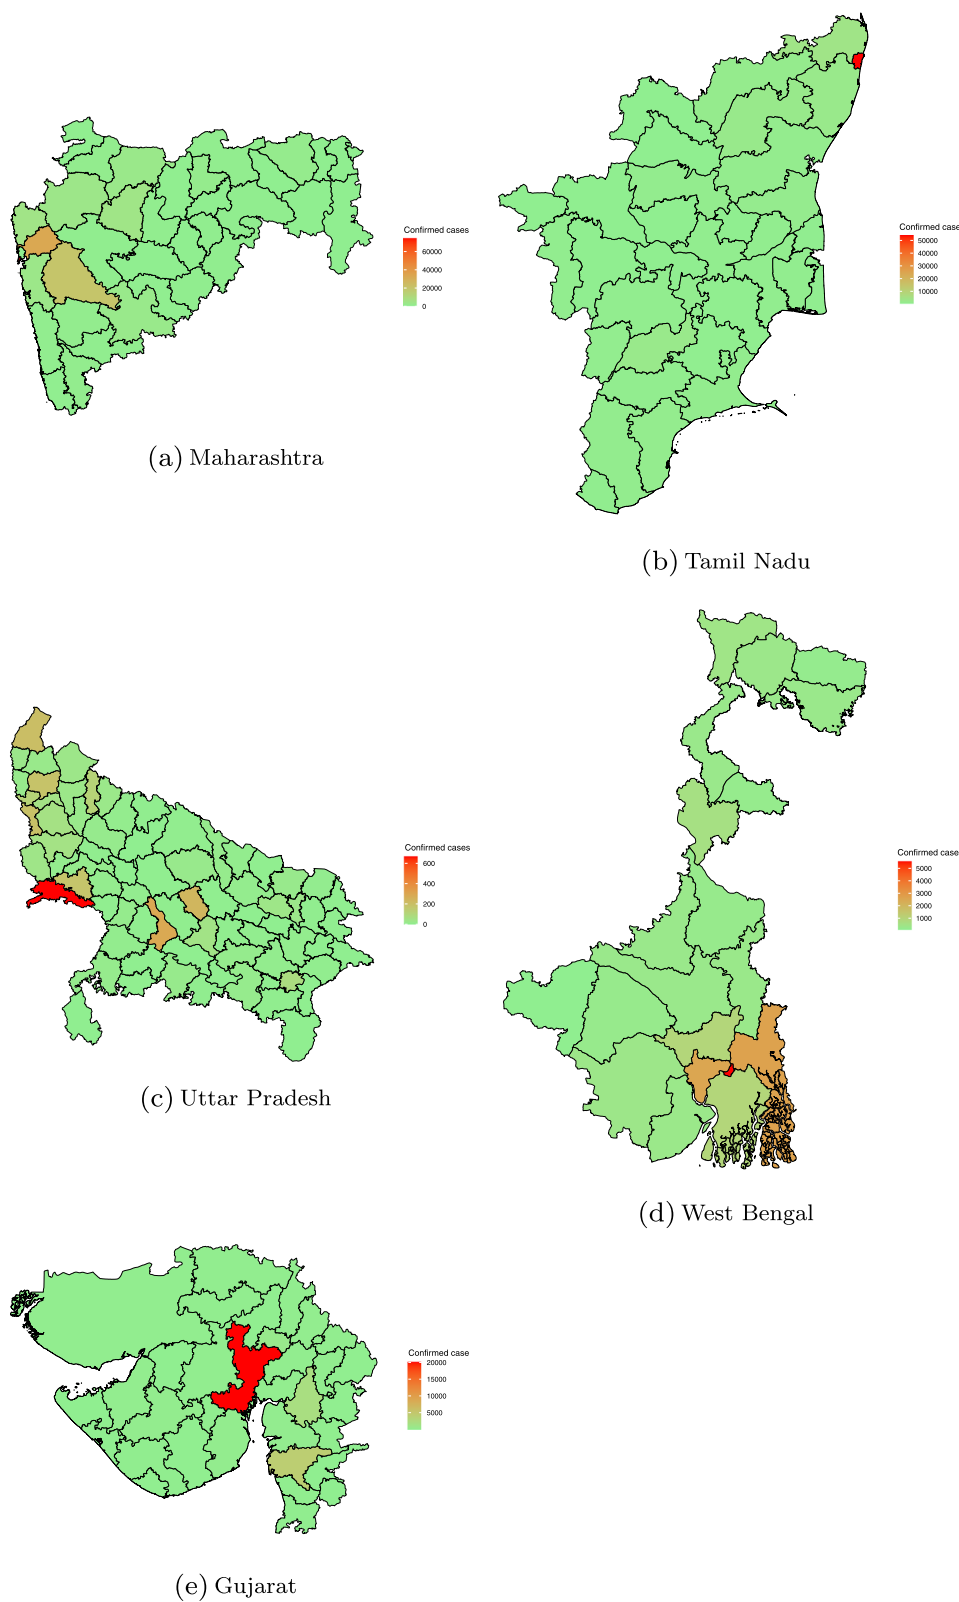 Confirmed cases
60000
40000
20000
0
(a) Maharashtra
Confirmed cases
50000
40000
30000
20000
10000
(b) Tamil Nadu
Confirmed cases
600
400
200
0
(c) Uttar Pradesh
Confirmed cases
5000
4000
3000
2000
1000
(d) West Bengal
Confirmed case
20000
15000
10000
5000
(e) Gujarat